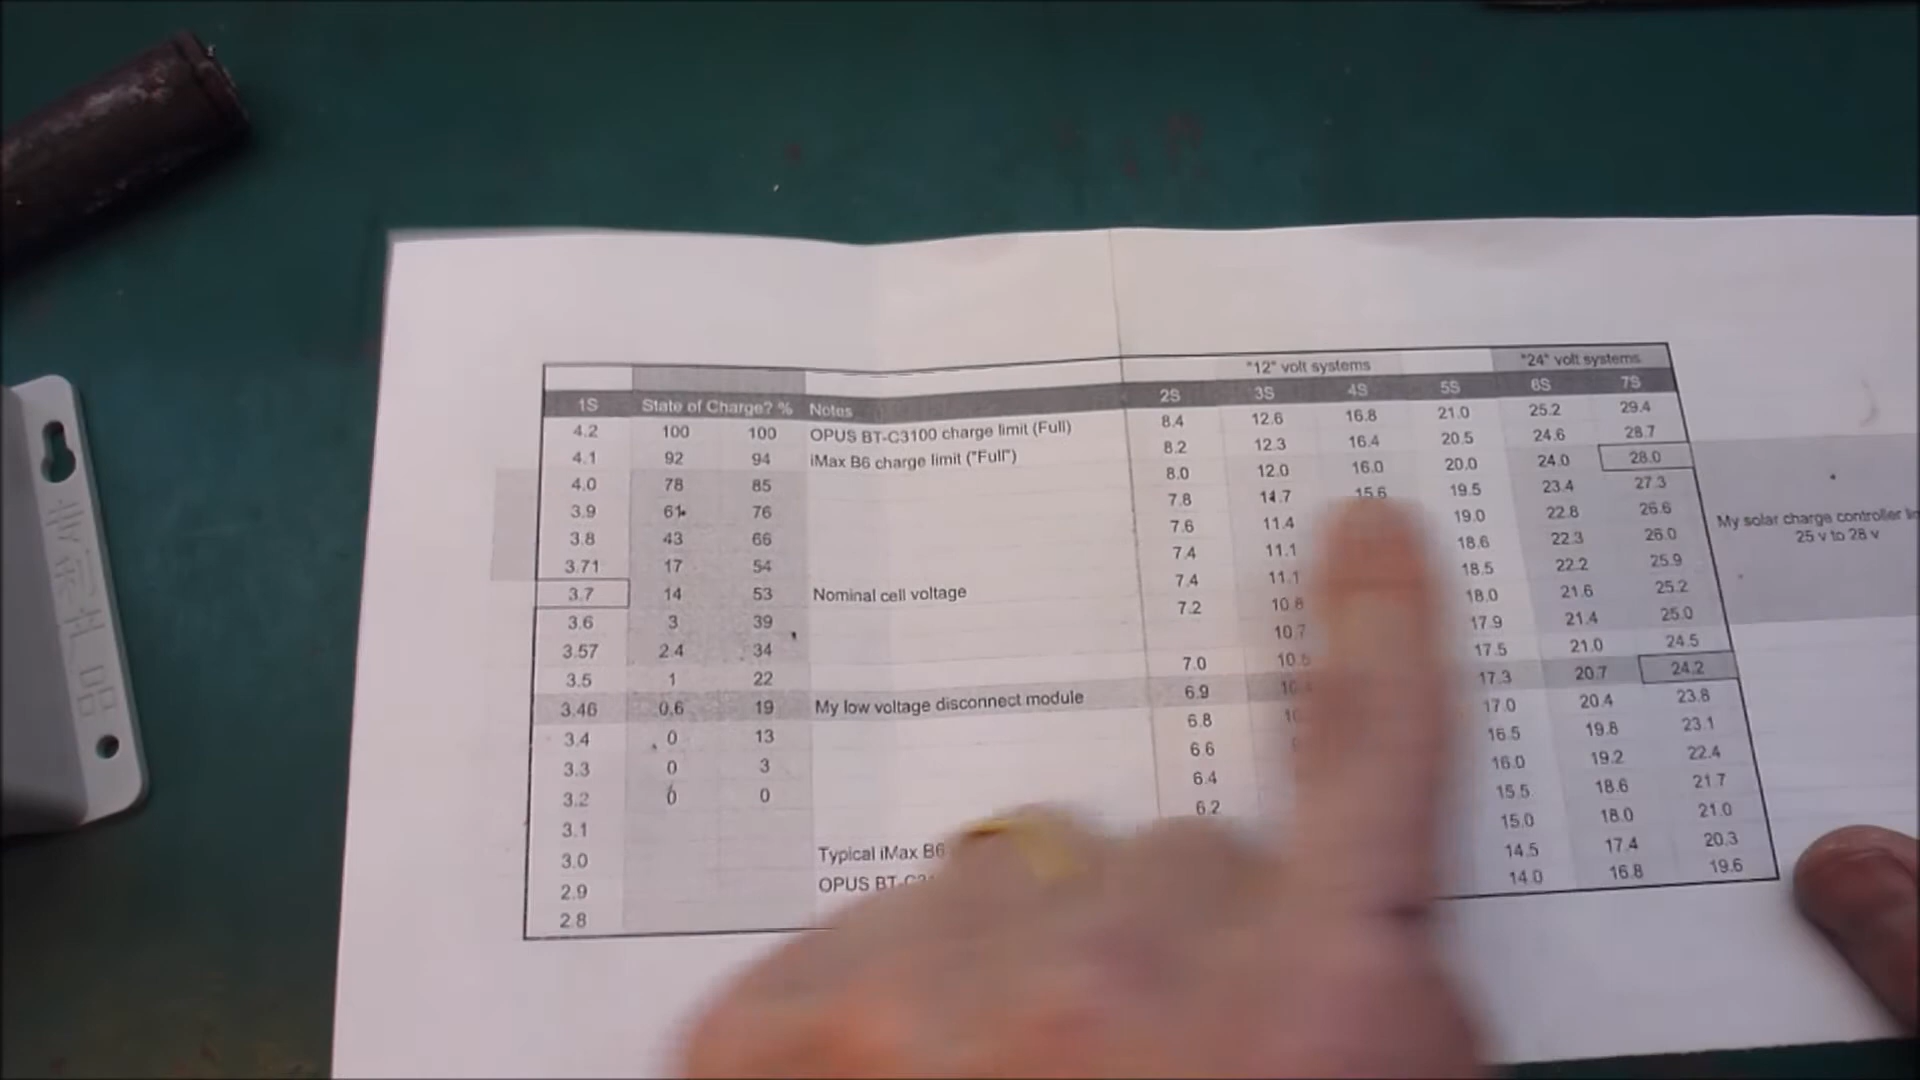 "12" volt systems "24" volt systems
1S State of Charge? % Notes 2S 3S 4S 5S 6S 7S
4.2 100 100 OPUS BT-C3100 charge limit (Full) 8.4 12.6 16.8 21.0 25.2 29.4
4.1 92 94 iMax B6 charge limit ("Full") 8.2 12.3 16.4 20.5 24.6 28.7
4.0 78 85 8.0 12.0 16.0 20.0 24.0 28.0
3.9 61 76 7.8 11.7 15.6 19.5 23.4 27.3
3.8 43 66 7.6 11.4 19.0 22.8 26.6
3.71 17 54 7.4 11.1 18.6 22.3 26.0
3.7 14 53 Nominal cell voltage 7.4 11.1 18.5 22.2 25.9
3.6 3 39 7.2 10.8 18.0 21.6 25.2
3.57 2.4 34 10.7 17.9 21.4 25.0
3.5 1 22 7.0 10.5 17.5 21.0 24.5
3.46 0.6 19 My low voltage disconnect module 6.9 17.3 20.7 24.2
3.4 0 13 6.8 17.0 20.4 23.8
3.3 0 3 6.6 16.5 19.8 23.1
3.2 0 0 6.4 16.0 19.2 22.4
3.1 6.2 15.5 18.6 21.7
3.0 Typical iMax B6 15.0 18.0 21.0
2.9 OPUS 14.5 17.4 20.3
2.8 14.0 16.8 19.6
My solar charge controller
25 v to 28 v